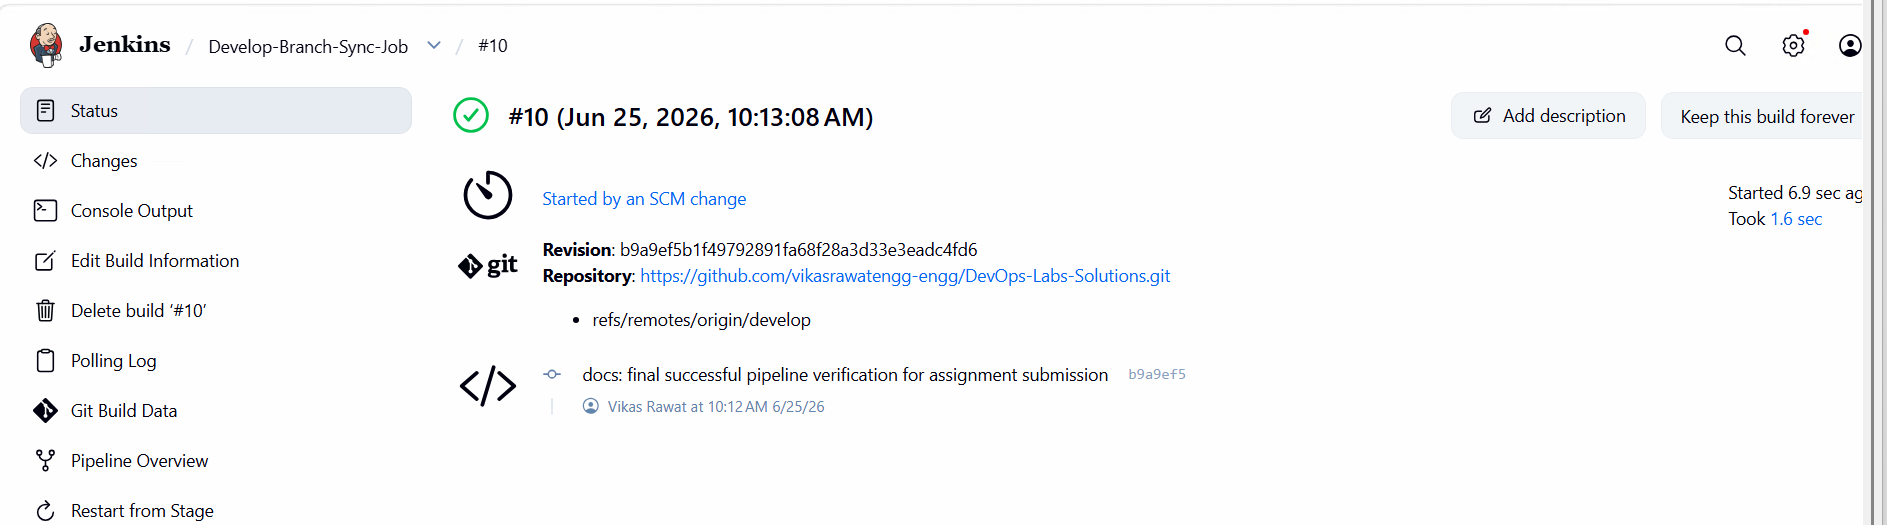 Jenkins / Develop-Branch-Sync-Job / #10
Status
Changes
Console Output
Edit Build Information
Delete build ‘#10’
Polling Log
Git Build Data
Pipeline Overview
Restart from Stage
#10 (Jun 25, 2026, 10:13:08 AM)
Add description
Keep this build forever
Started by an SCM change
Started 6.9 sec ag
Took 1.6 sec
git
Revision: b9a9ef5b1f49792891fa68f28a3d33e3eadc4fd6
Repository: https://github.com/vikasrawatengg-engg/DevOps-Labs-Solutions.git
• refs/remotes/origin/develop
docs: final successful pipeline verification for assignment submission b9a9ef5
Vikas Rawat at 10:12 AM 6/25/26